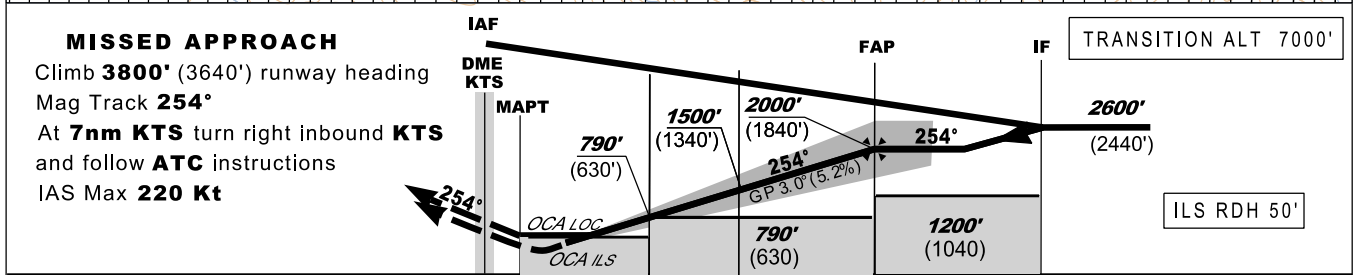 MISSED APPROACH
Climb 3800' (3640') runway heading
Mag Track 254°
At 7nm KTS turn right inbound KTS
and follow ATC instructions
IAS Max 220 Kt
IAF
DME
KTS
MAPT
FAP
IF
TRANSITION ALT 7000'
790'
(630')
1500'
(1340')
2000'
(1840')
254°
2600'
(2440')
254°
GP 3.0° (5.2%)
254°
OCA LOC
OCA ILS
790'
(630)
1200'
(1040)
ILS RDH 50'